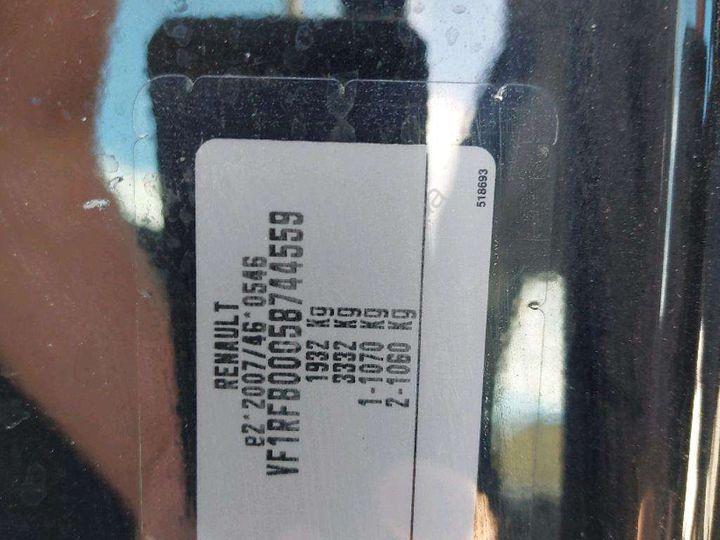 RENAULT
e2*2007/46*0546
VF1RFB00058744559
1932 Kg
3332 Kg
1-1070 Kg
2-1060 Kg
518693